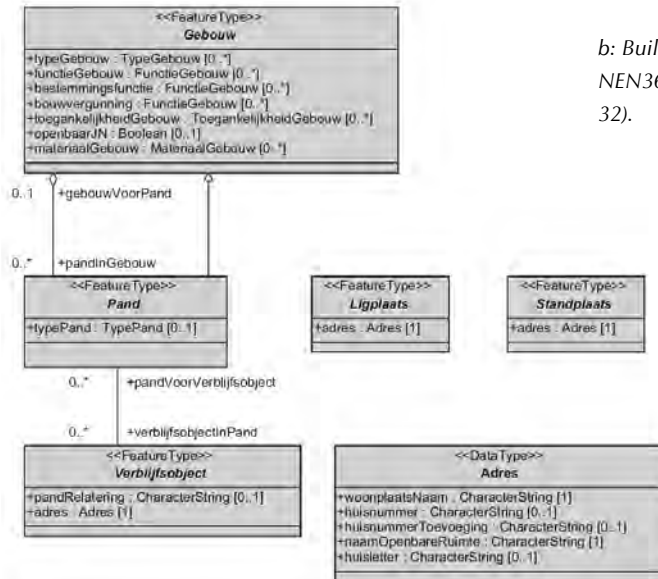 <<FeatureType>>
Gebouw
+typeGebouw : TypeGebouw [0..*]
+functieGebouw : FunctieGebouw [0..*]
+bestemmingsfunctie : FunctieGebouw [0..*]
+bouwvergunning : FunctieGebouw [0..*]
+toegankelijkheidGebouw : ToegankelijkheidGebouw [0..*]
+openbaarJN : Boolean [0..1]
+materiaalGebouw : MateriaalGebouw [0..*]
b: Buil
NEN36
32).
0..1 +gebouwVoorPand
0..* +pandInGebouw
<<FeatureType>>
Pand
+typePand : TypePand [0..1]
<<FeatureType>>
Ligplaats
+adres : Adres [1]
<<FeatureType>>
Standplaats
+adres : Adres [1]
0..* +pandVoorVerblijfsobject
0..* +verblijfsobjectInPand
<<FeatureType>>
Verblijfsobject
+pandRelatering : CharacterString [0..1]
+adres : Adres [1]
<<DataType>>
Adres
+woonplaatsNaam : CharacterString [1]
+huisnummer : CharacterString [0..1]
+huisnummerToevoeging : CharacterString [0..1]
+naamOpenbareRuimte : CharacterString [1]
+huisletter : CharacterString [0..1]